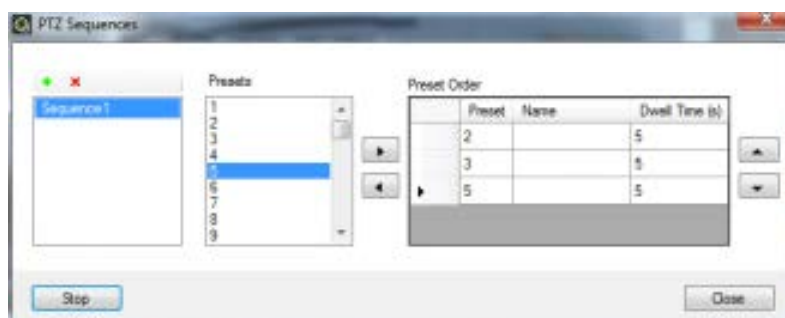 PTZ Sequences
Presets
Preset Order
Sequence1
1
2
3
4
5
6
7
8
9
Preset Name Dwell Time (s)
2 5
3 5
5 5
Stop
Close